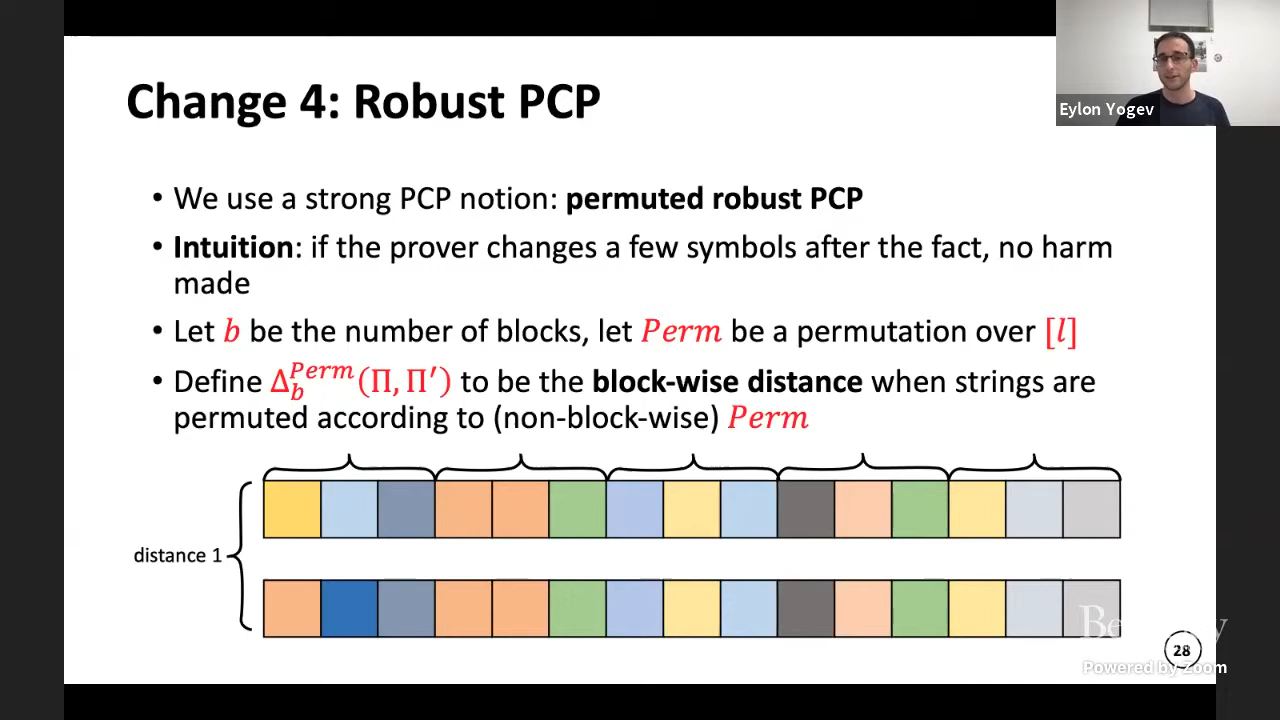 Change 4: Robust PCP
Eylon Yogev
• We use a strong PCP notion: permuted robust PCP
• Intuition: if the prover changes a few symbols after the fact, no harm
made
• Let b be the number of blocks, let Perm be a permutation over [l]
• Define Δ_b^{Perm}(Π, Π′) to be the block-wise distance when strings are
permuted according to (non-block-wise) Perm
distance 1
28
Powered by Zoom